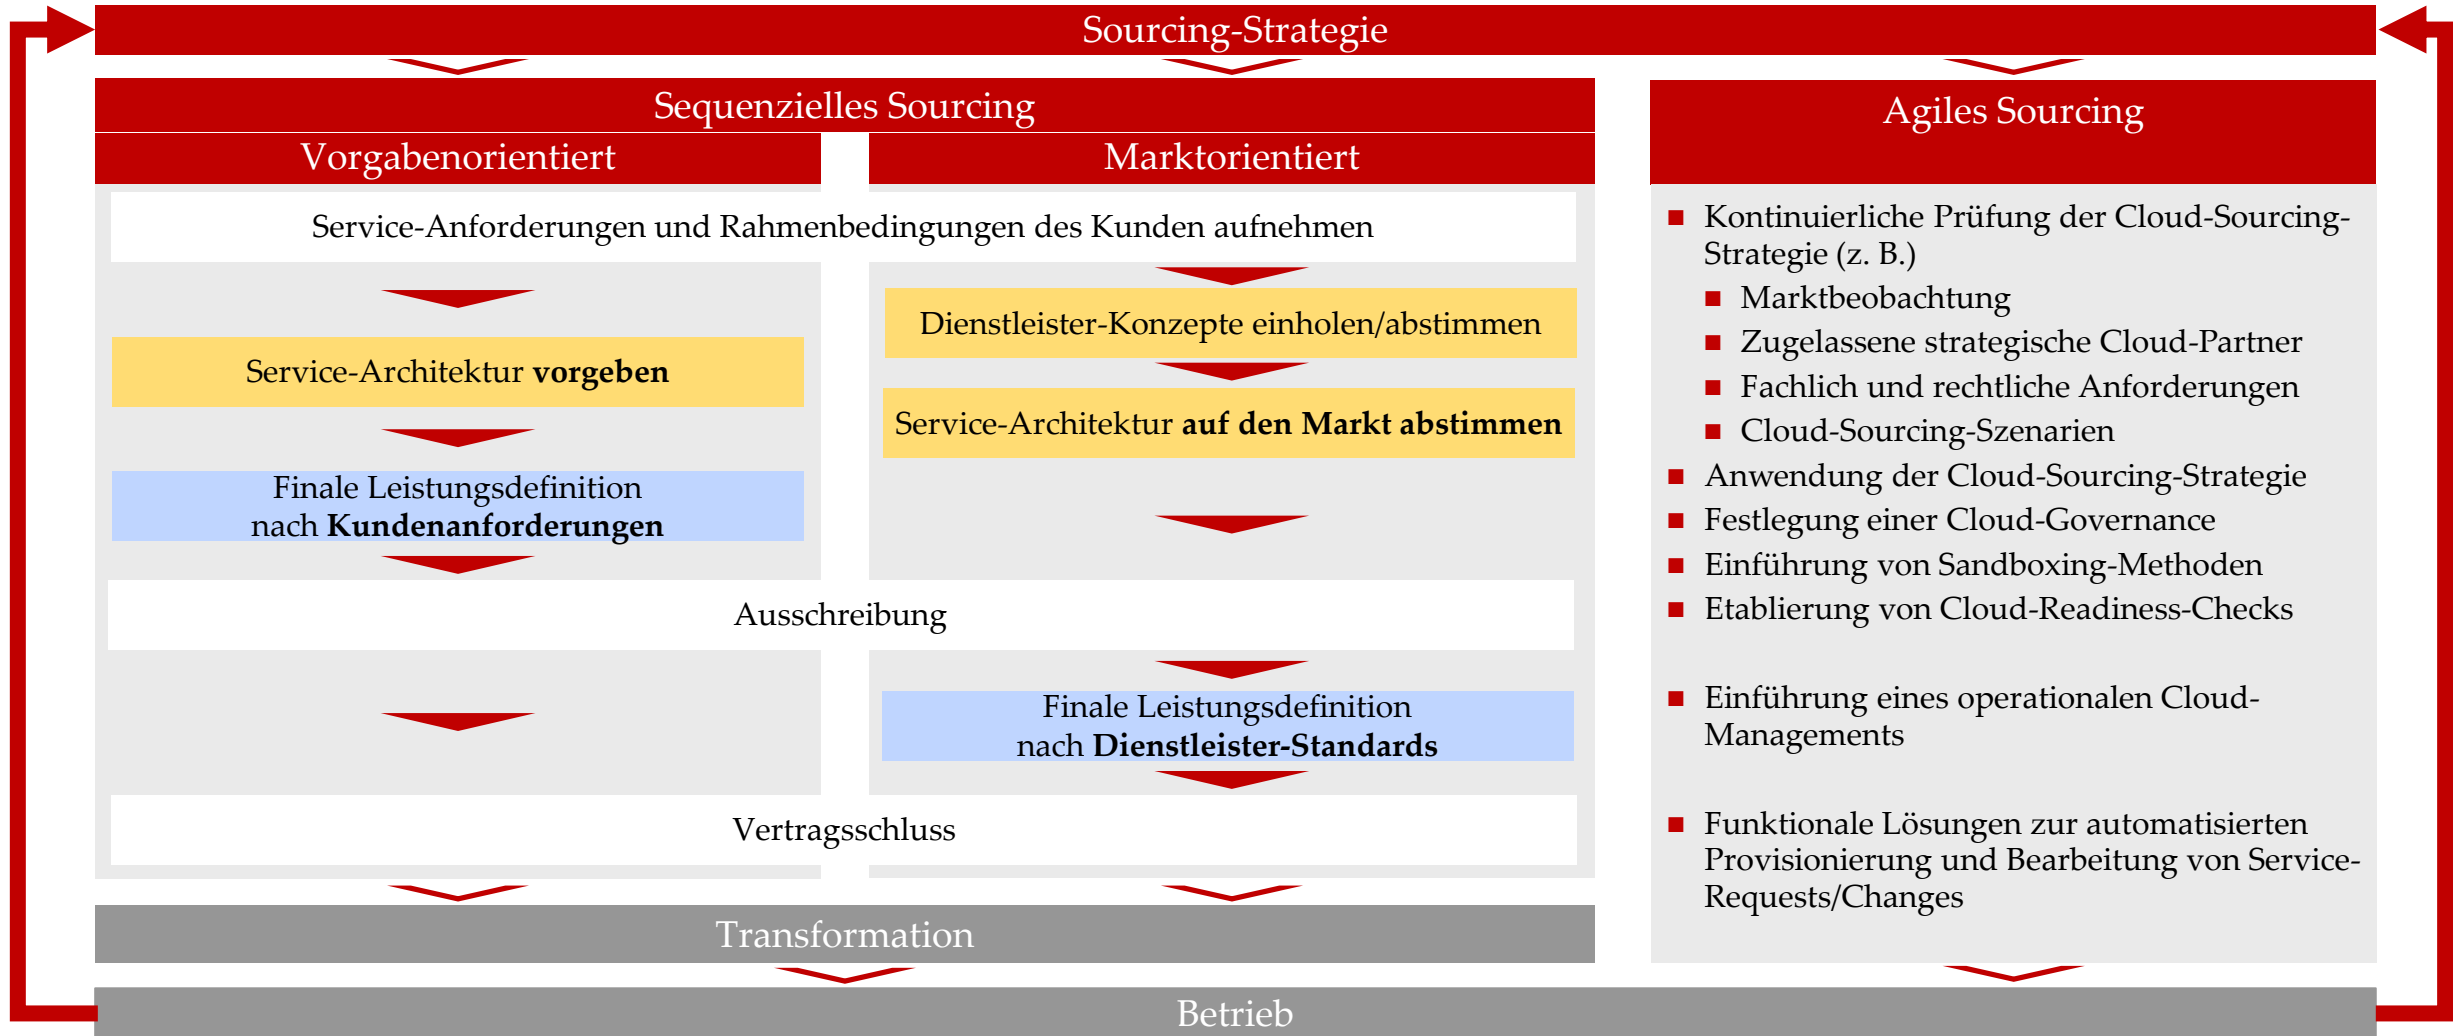 Sourcing-Strategie
Sequenzielles Sourcing
Vorgabenorientiert
Marktorientiert
Service-Anforderungen und Rahmenbedingungen des Kunden aufnehmen
Service-Architektur vorgeben
Finale Leistungsdefinition
nach Kundenanforderungen
Dienstleister-Konzepte einholen/abstimmen
Service-Architektur auf den Markt abstimmen
Ausschreibung
Finale Leistungsdefinition
nach Dienstleister-Standards
Vertragsschluss
Transformation
Agiles Sourcing
■ Kontinuierliche Prüfung der Cloud-Sourcing-
Strategie (z. B.)
■ Marktbeobachtung
■ Zugelassene strategische Cloud-Partner
■ Fachlich und rechtliche Anforderungen
■ Cloud-Sourcing-Szenarien
■ Anwendung der Cloud-Sourcing-Strategie
■ Festlegung einer Cloud-Governance
■ Einführung von Sandboxing-Methoden
■ Etablierung von Cloud-Readiness-Checks
■ Einführung eines operationalen Cloud-
Managements
■ Funktionale Lösungen zur automatisierten
Provisionierung und Bearbeitung von Service-
Requests/Changes
Betrieb